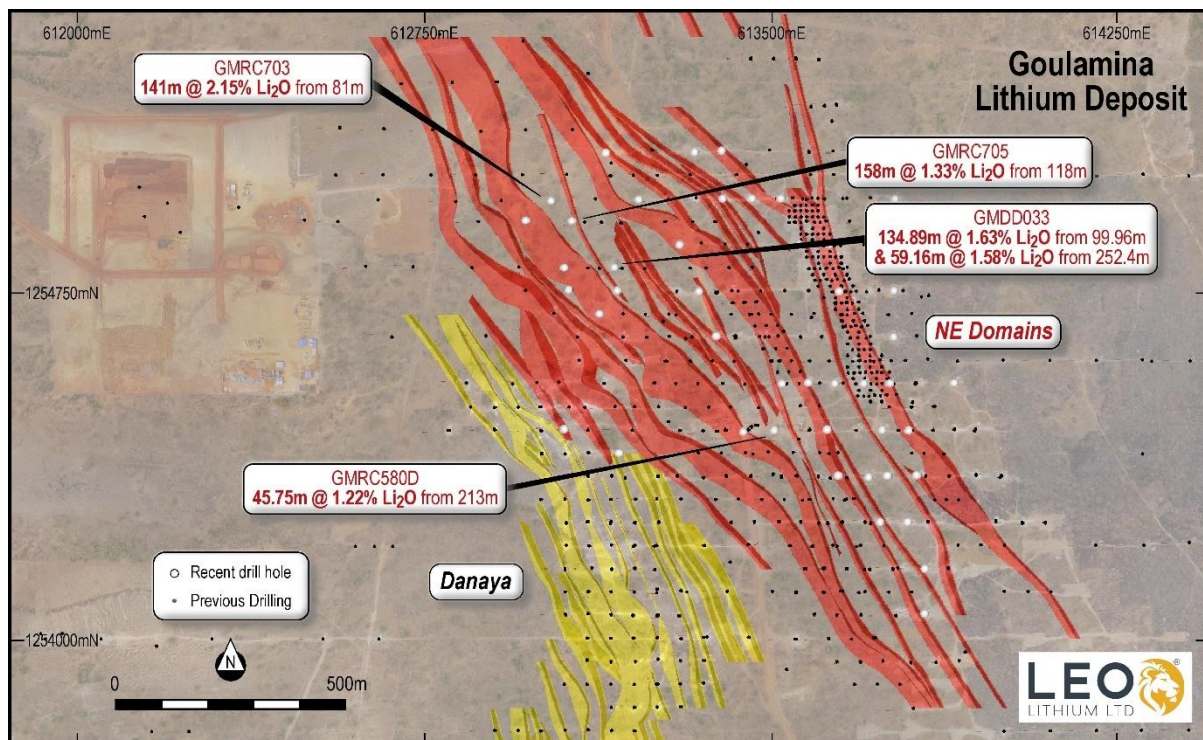 612000mE
612750mE
613500mE
614250mE
Goulamina
Lithium Deposit
GMRC703
141m @ 2.15% Li₂O from 81m
GMRC705
158m @ 1.33% Li₂O from 118m
GMDD033
134.89m @ 1.63% Li₂O from 99.96m
& 59.16m @ 1.58% Li₂O from 252.4m
1254750mN
NE Domains
GMRC580D
45.75m @ 1.22% Li₂O from 213m
Danaya
Recent drill hole
Previous Drilling
1254000mN
N
0
500m
LEO
LITHIUM LTD
®